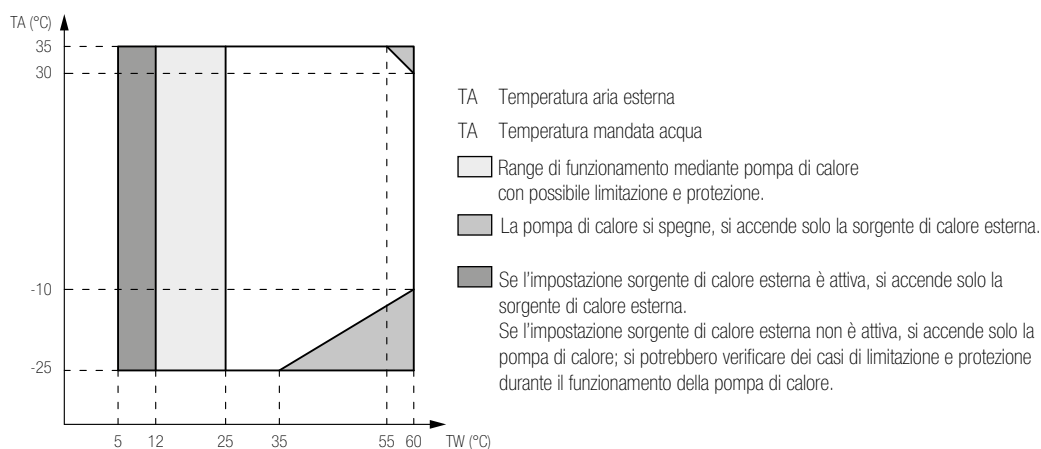 TA (°C)
35
30
-10
-25
5 12 25 35 55 60 TW (°C)
TA Temperatura aria esterna
TA Temperatura mandata acqua
Range di funzionamento mediante pompa di calore
con possibile limitazione e protezione.
La pompa di calore si spegne, si accende solo la sorgente di calore esterna.
Se l'impostazione sorgente di calore esterna è attiva, si accende solo la
sorgente di calore esterna.
Se l'impostazione sorgente di calore esterna non è attiva, si accende solo la
pompa di calore; si potrebbero verificare dei casi di limitazione e protezione
durante il funzionamento della pompa di calore.